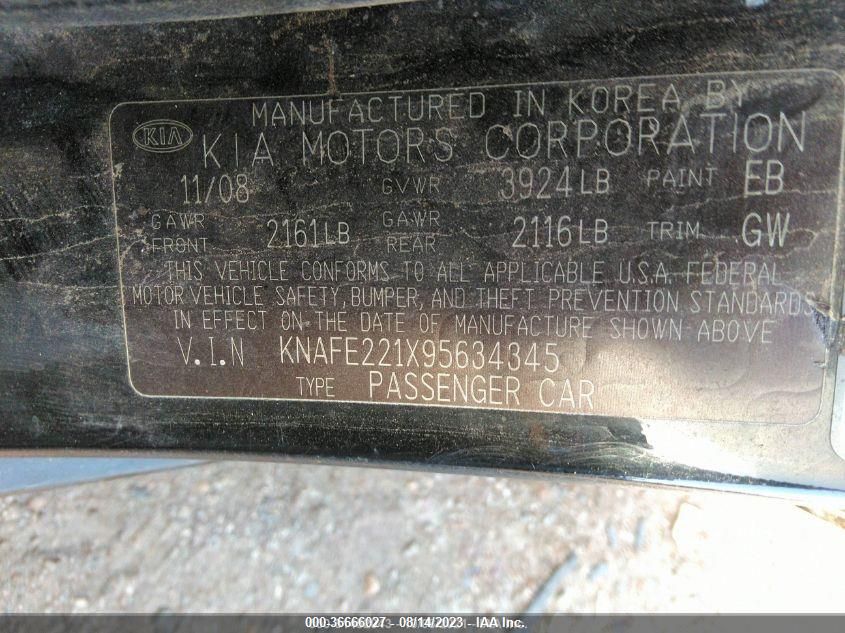 MANUFACTURED IN KOREA BY
KIA KIA MOTORS CORPORATION
11/08 GVWR 3924LB PAINT EB
GAWR FRONT 2161LB GAWR REAR 2116LB TRIM GW
THIS VEHICLE CONFORMS TO ALL APPLICABLE U.S.A. FEDERAL
MOTOR VEHICLE SAFETY, BUMPER, AND THEFT PREVENTION STANDARDS
IN EFFECT ON THE DATE OF MANUFACTURE SHOWN ABOVE
V.I.N KNAFE221X95634345
TYPE PASSENGER CAR
000-36666027 - 08/14/2023 - IAA Inc.